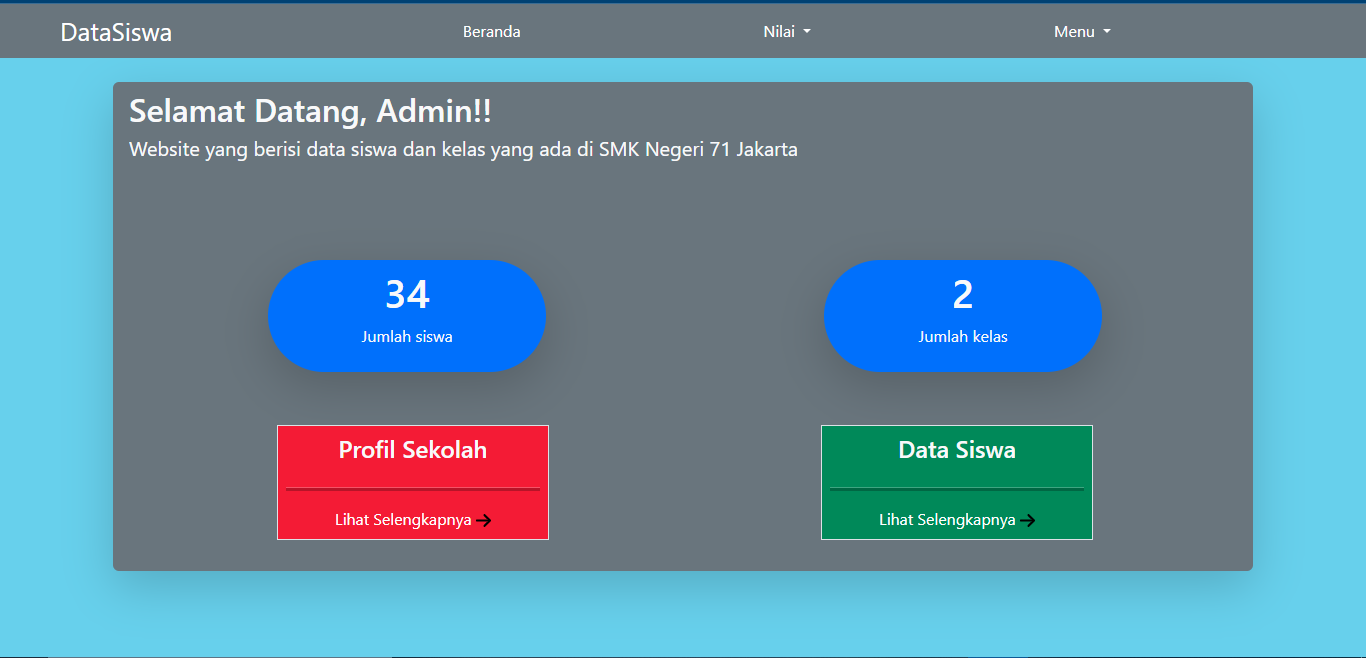 DataSiswa Beranda Nilai Menu
Selamat Datang, Admin!!
Website yang berisi data siswa dan kelas yang ada di SMK Negeri 71 Jakarta
34
Jumlah siswa
2
Jumlah kelas
Profil Sekolah
Lihat Selengkapnya →
Data Siswa
Lihat Selengkapnya →